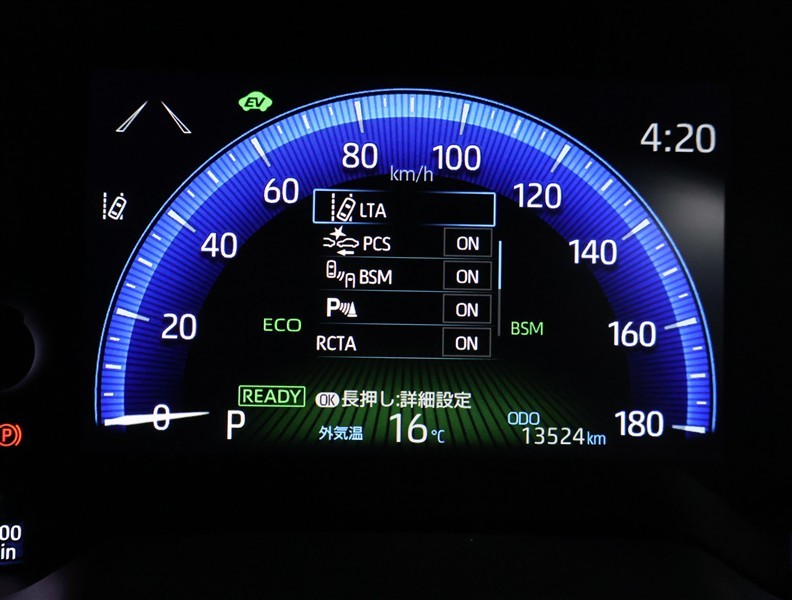 EV
4:20
80
100
km/h
60
120
LTA
40
PCS ON
140
BSM ON
20
P ON
ECO
BSM
160
RCTA ON
READY
OK 長押し:詳細設定
0
P
外気温 16℃
ODO
13524km
180
P
00
in